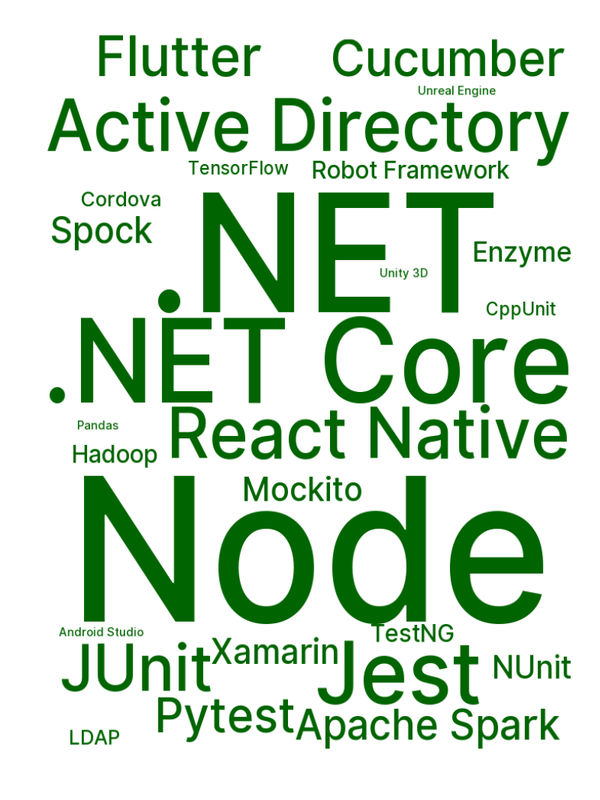 Flutter Cucumber
Unreal Engine
Active Directory
TensorFlow Robot Framework
Cordova
Spock
.NET
Enzyme
Unity 3D
CppUnit
.NET Core
React Native
Pandas
Hadoop
Mockito
Node
Android Studio
TestNG
JUnit
Xamarin
Jest
NUnit
Pytest
Apache Spark
LDAP